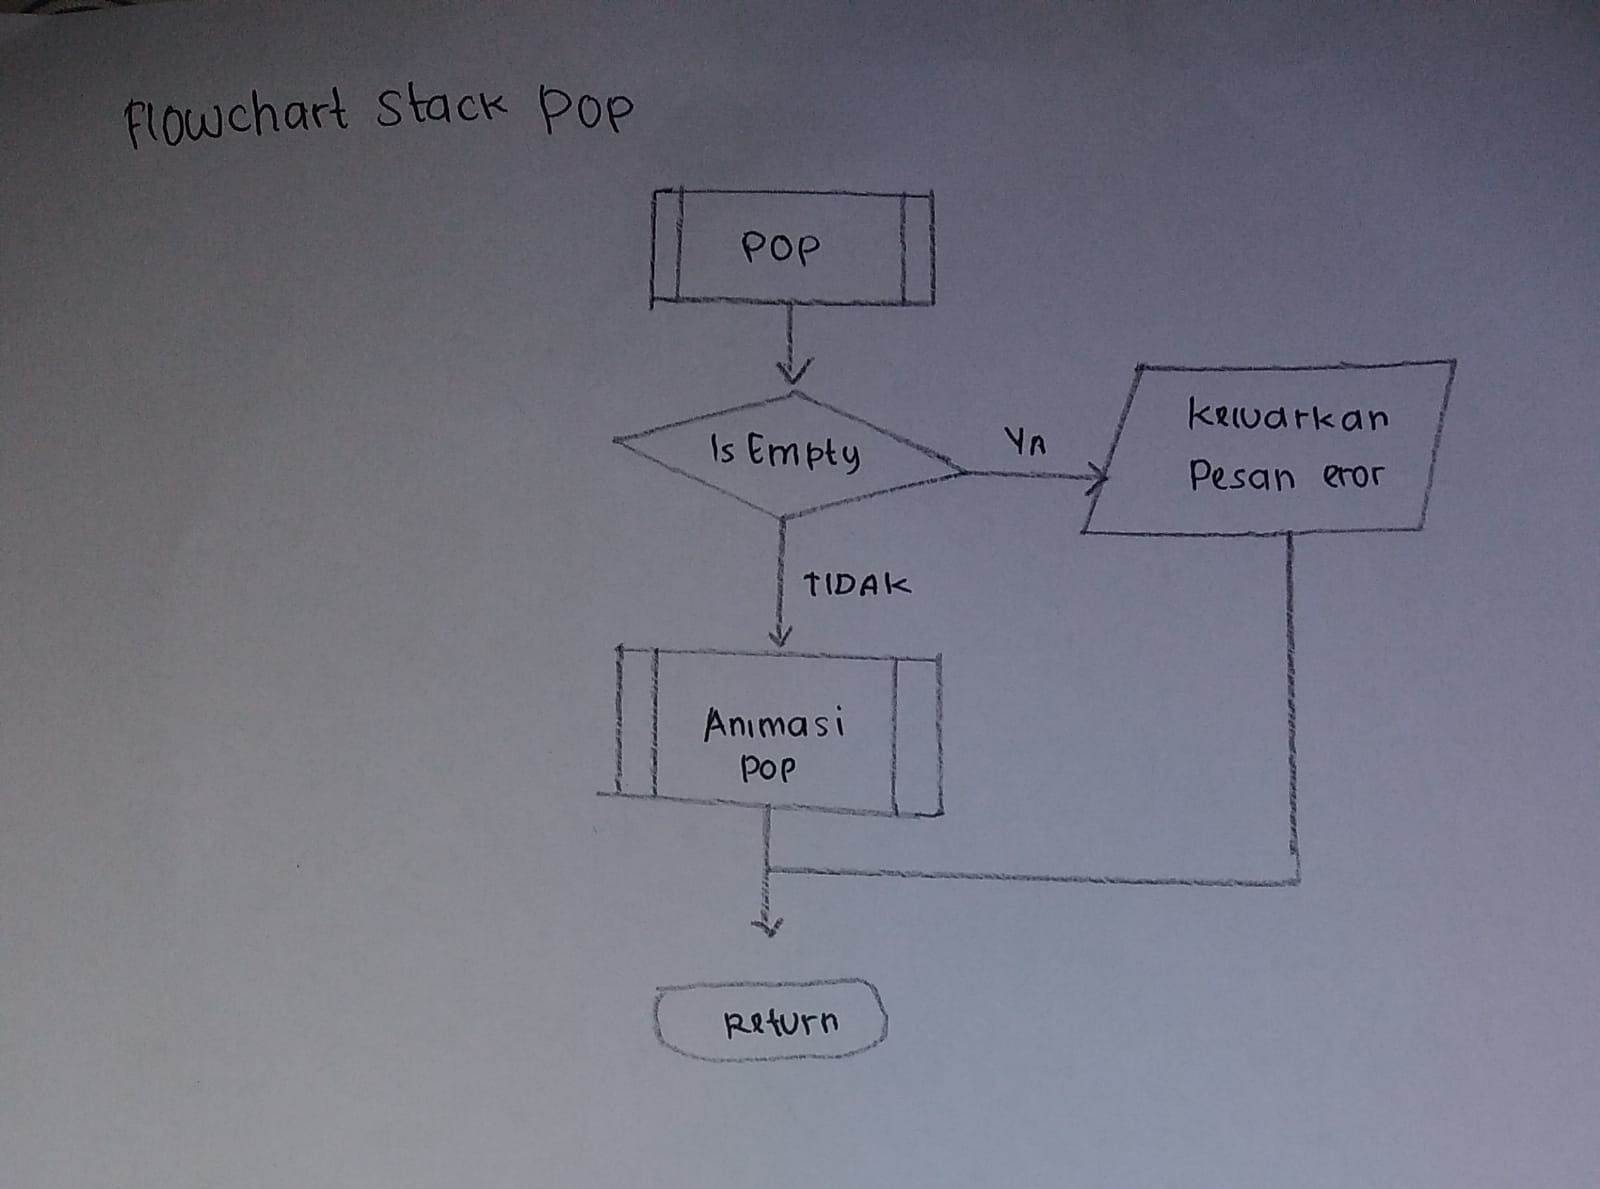 Flowchart Stack Pop
POP
Is Empty
YA
Keluarkan
Pesan eror
TIDAK
Animasi
POP
Return